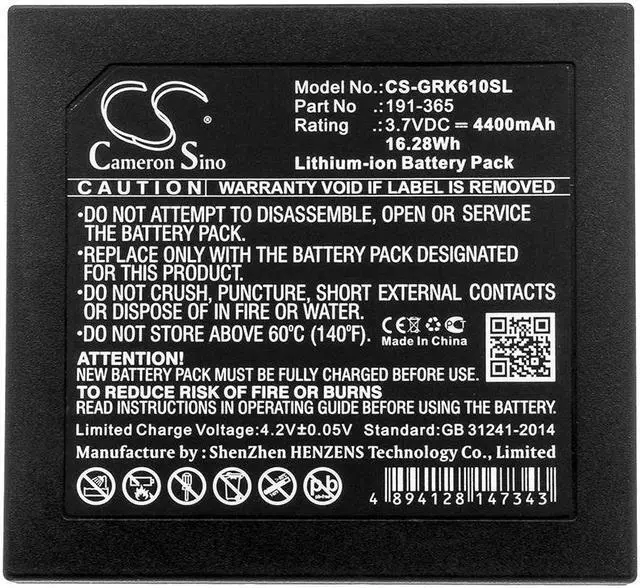 CS
Cameron Sino
Model No.:CS-GRK610SL
Part No :191-365
Rating :3.7VDC ⎓ 4400mAh
16.28Wh
Lithium-ion Battery Pack
CAUTION WARRANTY VOID IF LABEL IS REMOVED
•DO NOT ATTEMPT TO DISASSEMBLE, OPEN OR SERVICE
THE BATTERY PACK.
•REPLACE ONLY WITH THE BATTERY PACK DESIGNATED
FOR THIS PRODUCT.
•DO NOT CRUSH, PUNCTURE, SHORT EXTERNAL CONTACTS
OR DISPOSE OF IN FIRE OR WATER.
•DO NOT STORE ABOVE 60ºC (140ºF).
CE
Made In China
ATTENTION!
NEW BATTERY PACK MUST BE FULLY CHARGED BEFORE USE
TO REDUCE RISK OF FIRE OR BURNS
READ INSTRUCTIONS IN OPERATING GUIDE BEFORE USING BATTERY.
Limited Charge Voltage:4.2V±0.05V Standard:GB 31241-2014
Manufacture by : ShenZhen HENZENS Technology Co., Limited
Pb
4 894128 147343